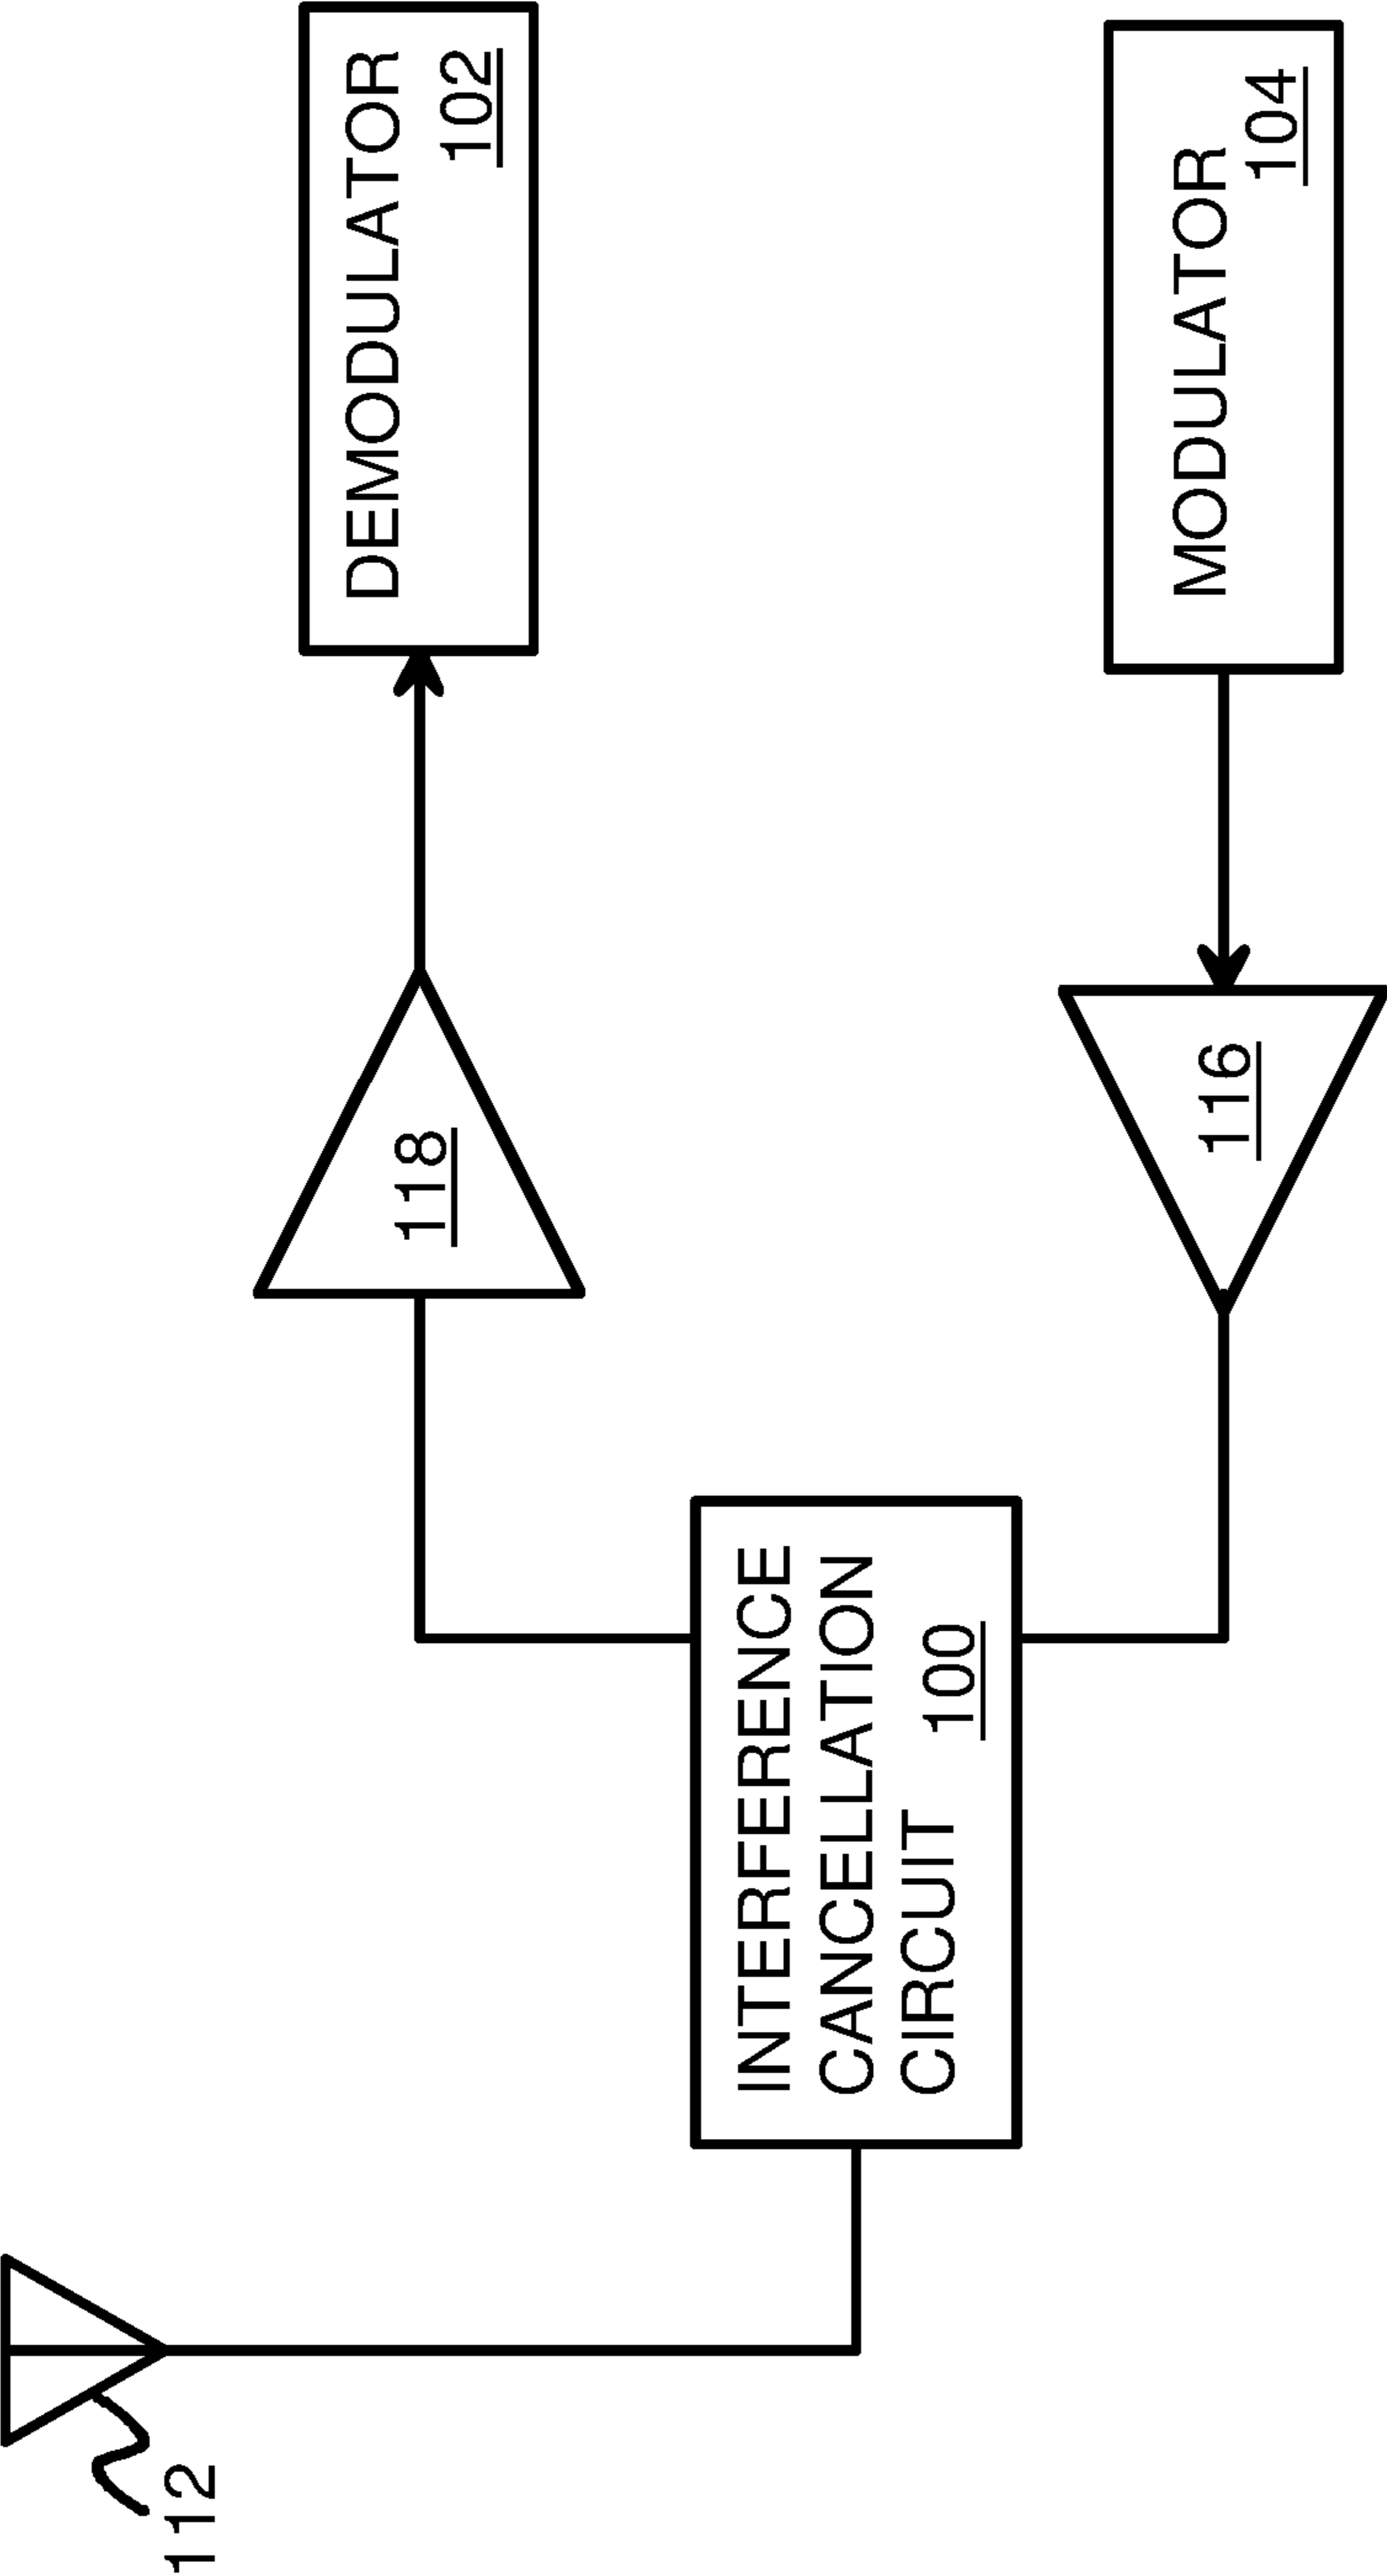 112
INTERFERENCE
CANCELLATION
CIRCUIT
100
118
DEMODULATOR
102
116
MODULATOR
104